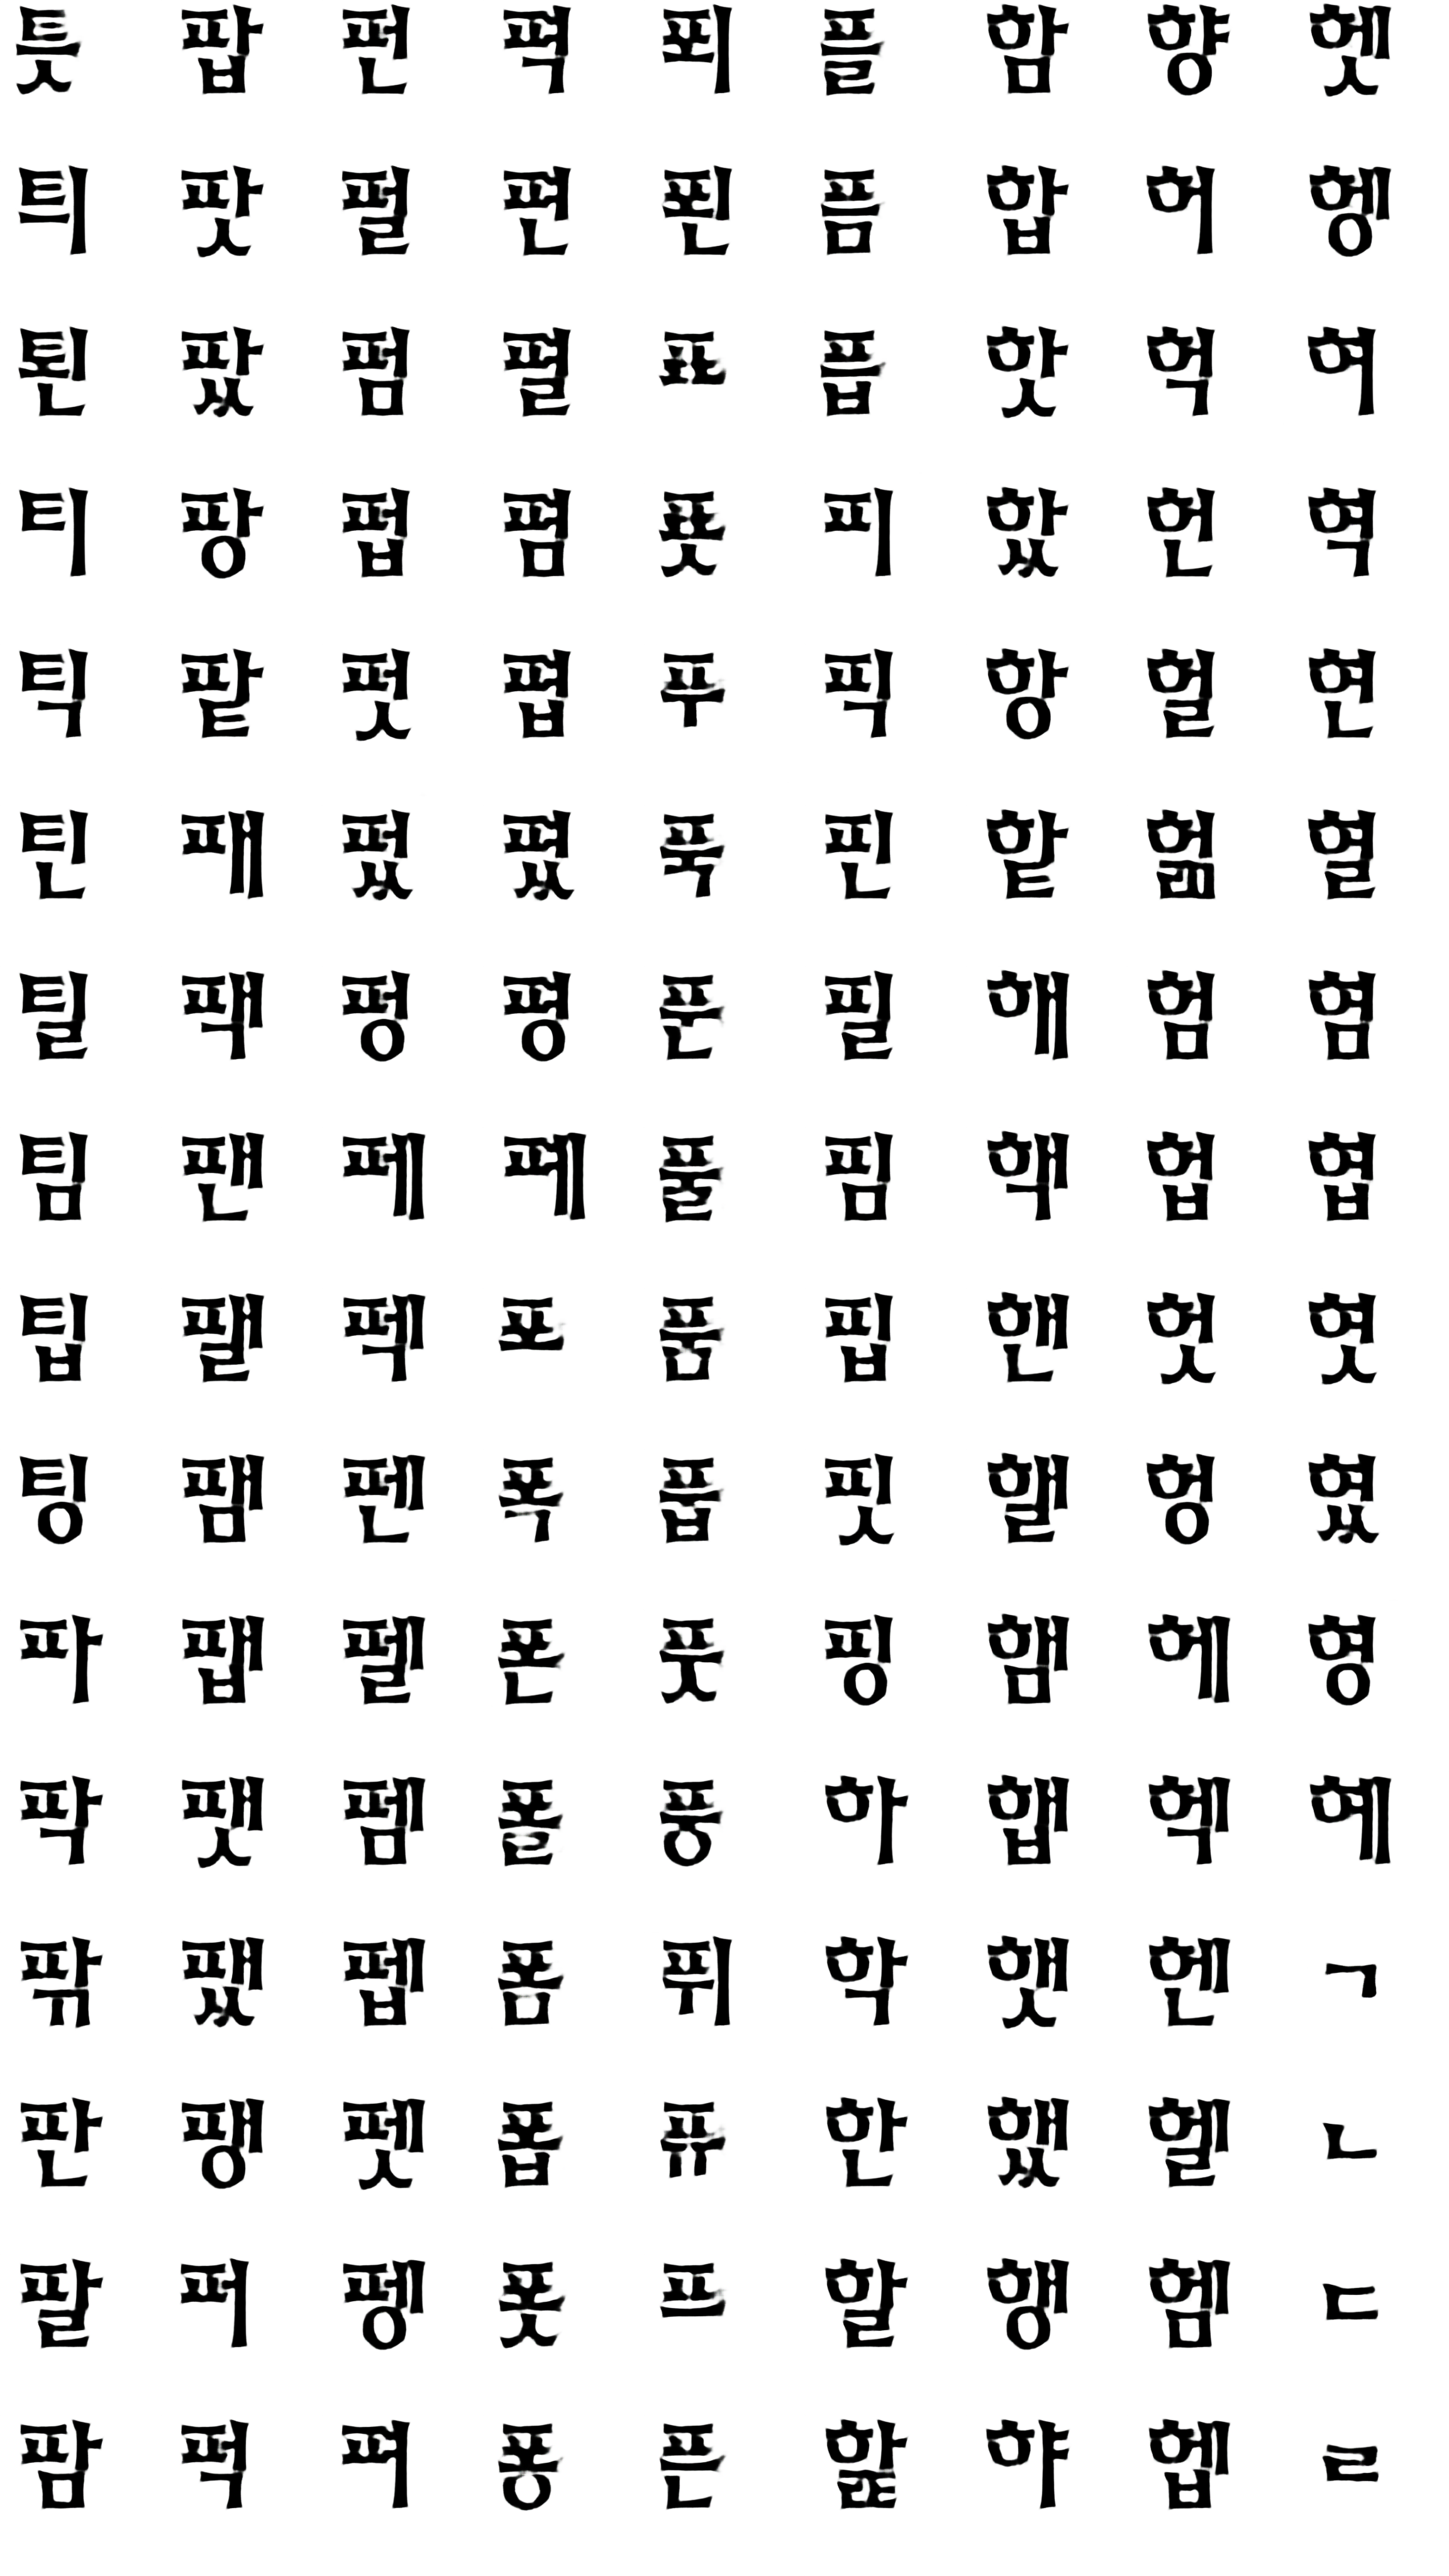 틋 팝 펀 펵 푀 플 함 향 헷
틔 팟 펄 편 푄 픔 합 허 헹
틘 팠 펌 펼 표 픕 핫 헉 혀
티 팡 펍 폄 푯 피 핬 헌 혁
틱 팥 펏 폅 푸 픽 항 헐 현
틴 패 펐 폈 푹 핀 핱 헒 혈
틸 팩 펑 평 푼 필 해 험 혐
팀 팬 페 폐 풀 핌 핵 헙 협
팁 팰 펙 포 품 핍 핸 헛 혓
팅 팸 펜 폭 풉 핏 핼 헝 혔
파 팹 펠 폰 풋 핑 햄 헤 형
팍 팻 펨 폴 풍 하 햅 헥 혜
팎 팼 펩 폼 퓌 학 햇 헨 ㄱ
판 팽 펫 폽 퓨 한 했 헬 ㄴ
팔 퍼 펭 폿 프 할 행 헴 ㄷ
팜 퍽 펴 퐁 픈 핥 햐 헵 ㄹ